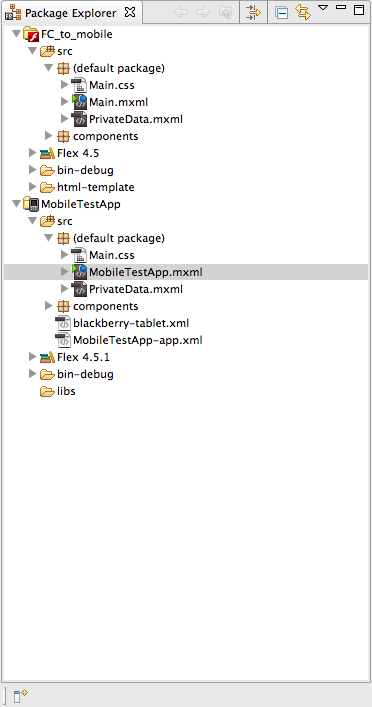 Package Explorer
FC_to_mobile
src
(default package)
Main.css
Main.mxml
PrivateData.mxml
components
Flex 4.5
bin-debug
html-template
MobileTestApp
src
(default package)
Main.css
MobileTestApp.mxml
PrivateData.mxml
components
blackberry-tablet.xml
MobileTestApp-app.xml
Flex 4.5.1
bin-debug
libs